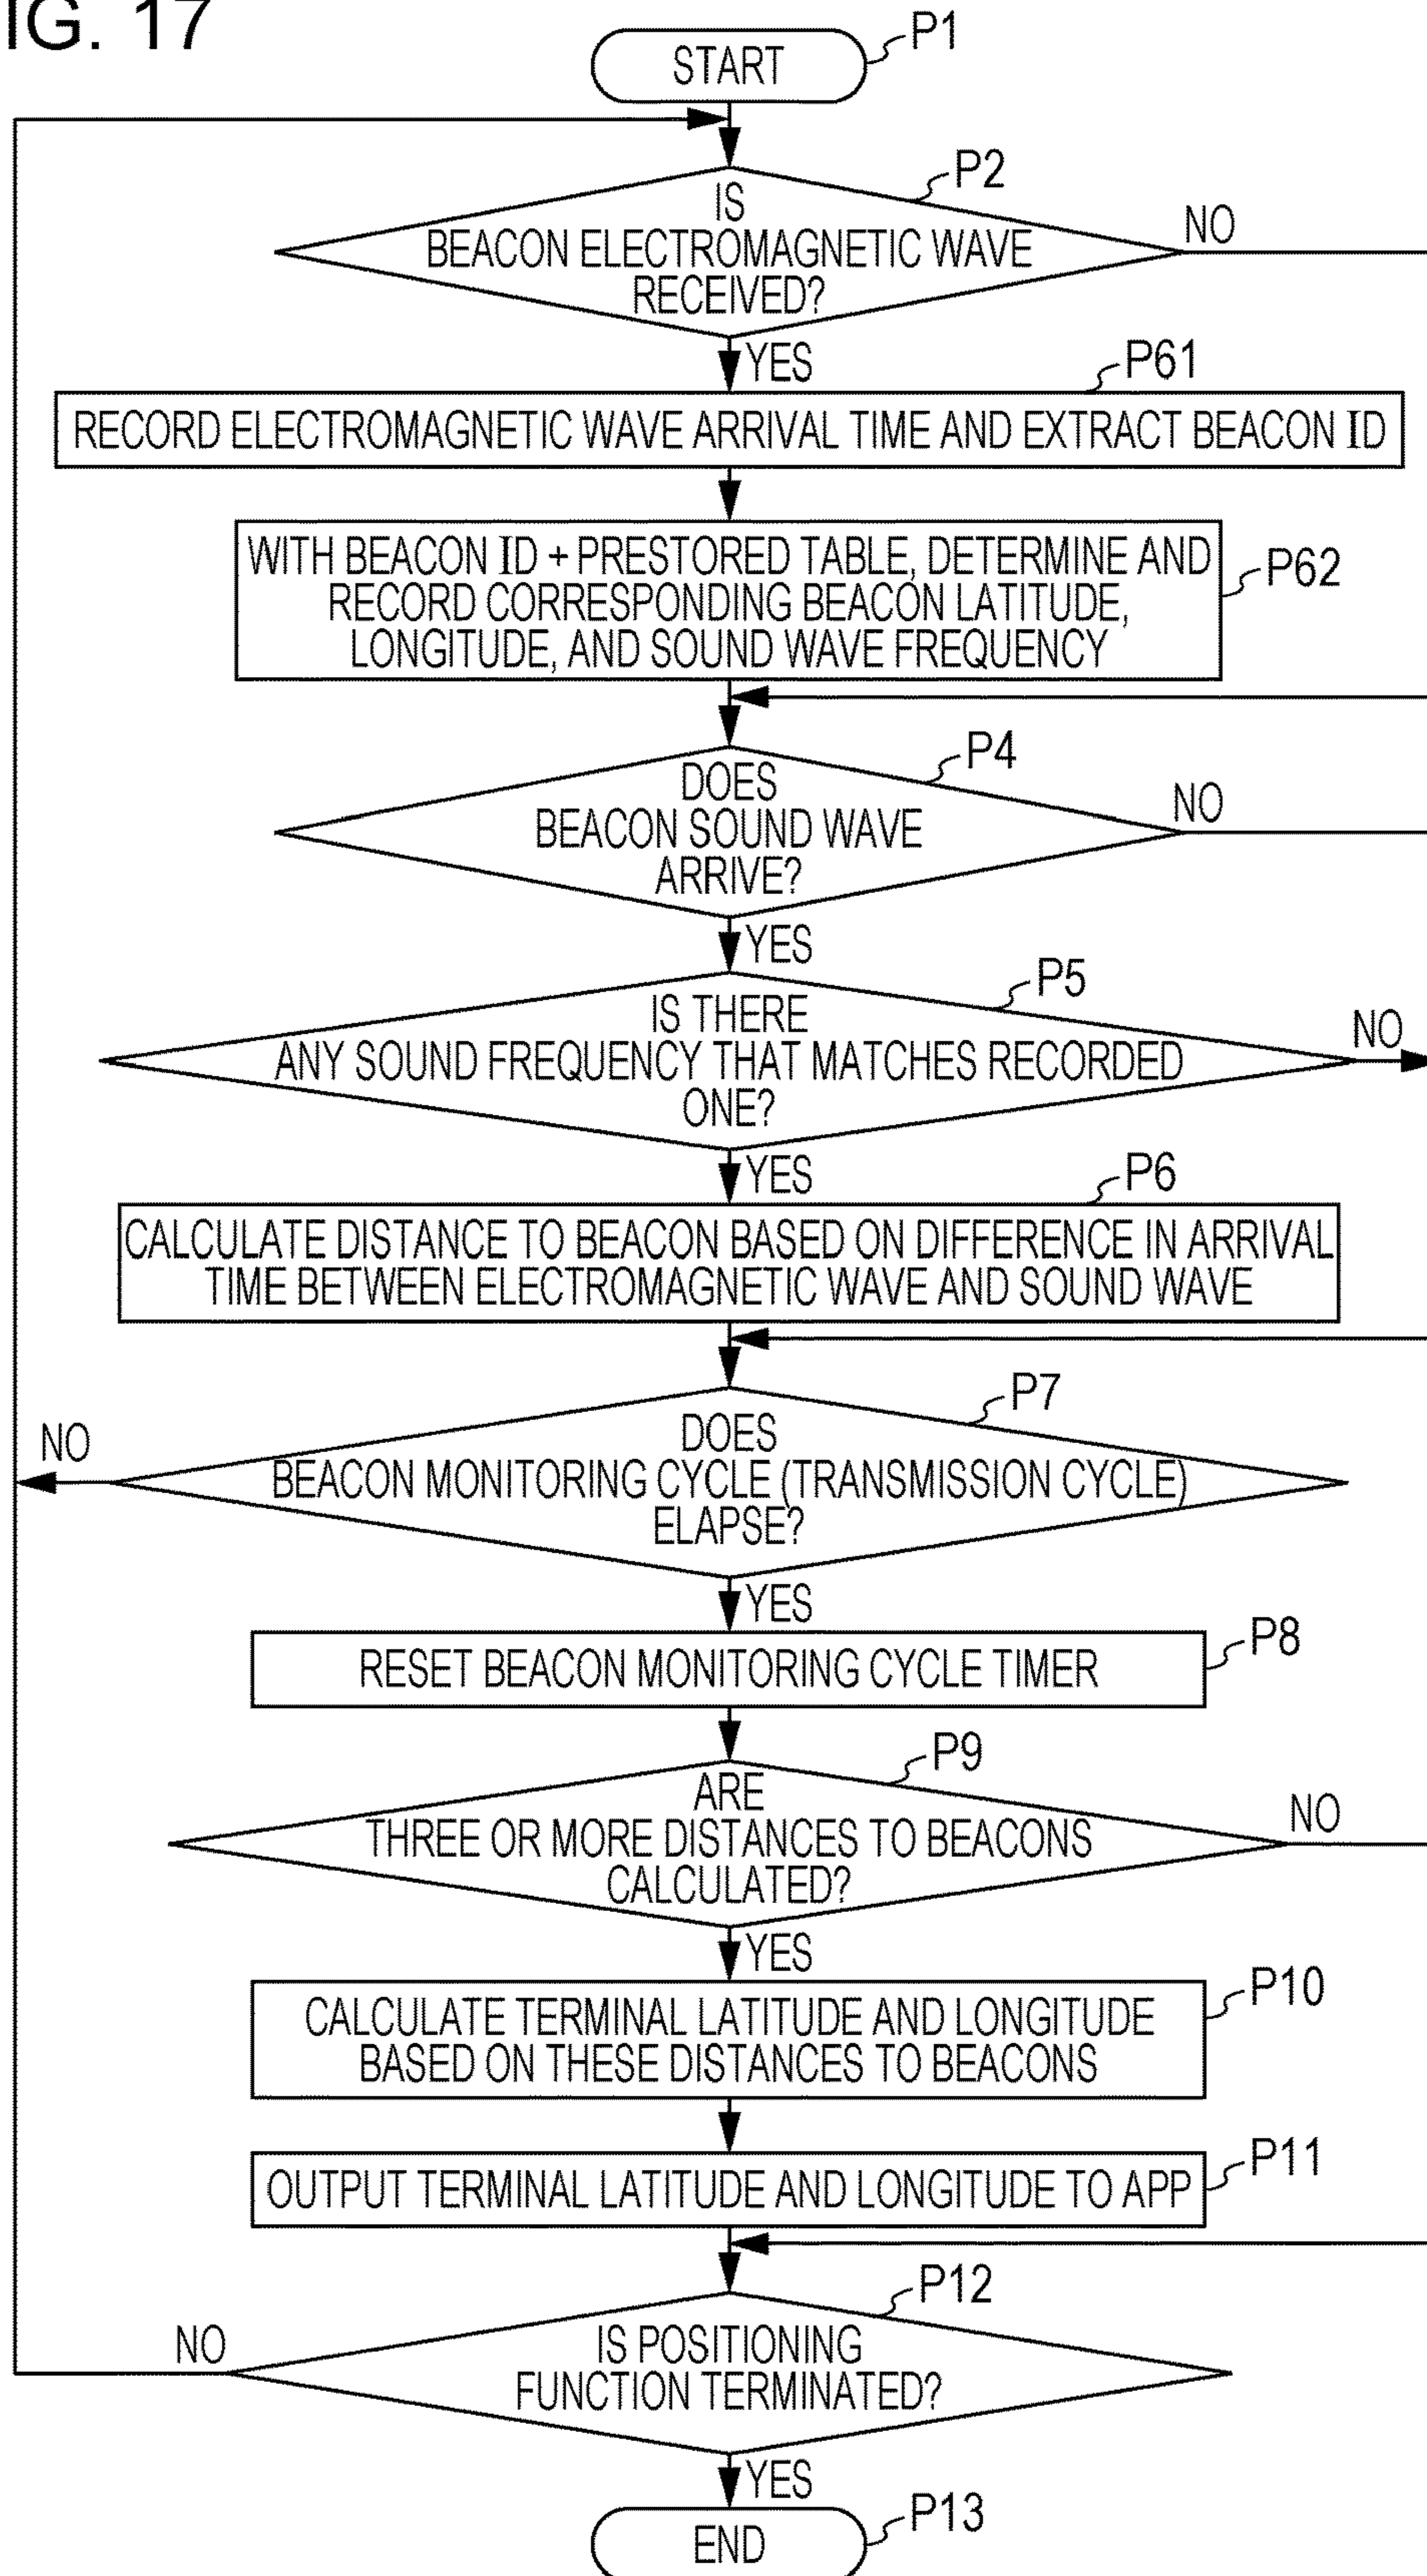 IG. 17
START
P1
IS
BEACON ELECTROMAGNETIC WAVE
RECEIVED?
P2
NO
YES
P61
RECORD ELECTROMAGNETIC WAVE ARRIVAL TIME AND EXTRACT BEACON ID
WITH BEACON ID + PRESTORED TABLE, DETERMINE AND
RECORD CORRESPONDING BEACON LATITUDE,
LONGITUDE, AND SOUND WAVE FREQUENCY
P62
DOES
BEACON SOUND WAVE
ARRIVE?
P4
NO
YES
IS THERE
ANY SOUND FREQUENCY THAT MATCHES RECORDED
ONE?
P5
NO
YES
P6
CALCULATE DISTANCE TO BEACON BASED ON DIFFERENCE IN ARRIVAL
TIME BETWEEN ELECTROMAGNETIC WAVE AND SOUND WAVE
P7
NO
DOES
BEACON MONITORING CYCLE (TRANSMISSION CYCLE)
ELAPSE?
YES
RESET BEACON MONITORING CYCLE TIMER
P8
P9
ARE
THREE OR MORE DISTANCES TO BEACONS
CALCULATED?
NO
YES
CALCULATE TERMINAL LATITUDE AND LONGITUDE
BASED ON THESE DISTANCES TO BEACONS
P10
OUTPUT TERMINAL LATITUDE AND LONGITUDE TO APP
P11
P12
NO
IS POSITIONING
FUNCTION TERMINATED?
YES
END
P13